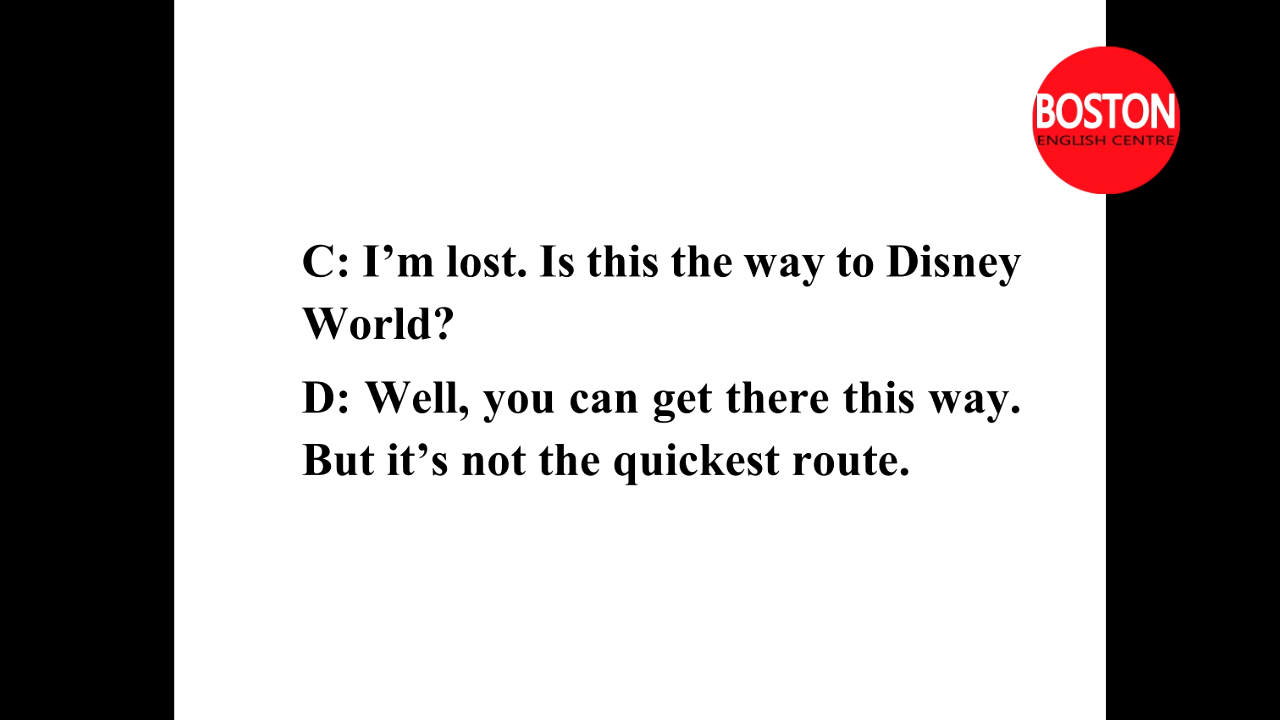 BOSTON
ENGLISH CENTRE
C: I’m lost. Is this the way to Disney
World?
D: Well, you can get there this way.
But it’s not the quickest route.